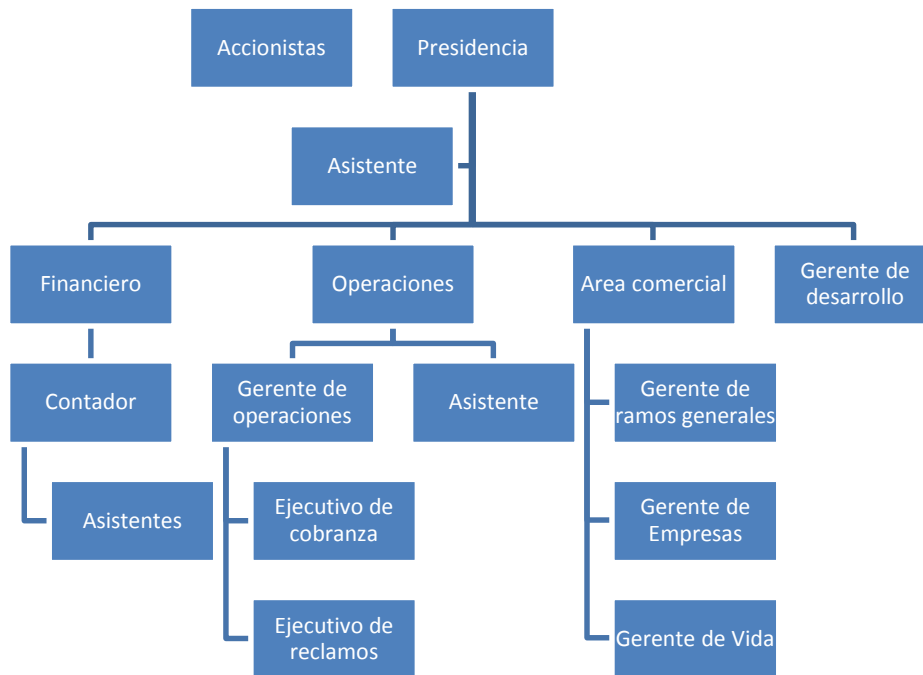 Accionistas
Presidencia
Asistente
Financiero
Operaciones
Area comercial
Gerente de
desarrollo
Contador
Gerente de
operaciones
Asistente
Gerente de
ramos generales
Asistentes
Ejecutivo de
cobranza
Gerente de
Empresas
Ejecutivo de
reclamos
Gerente de Vida